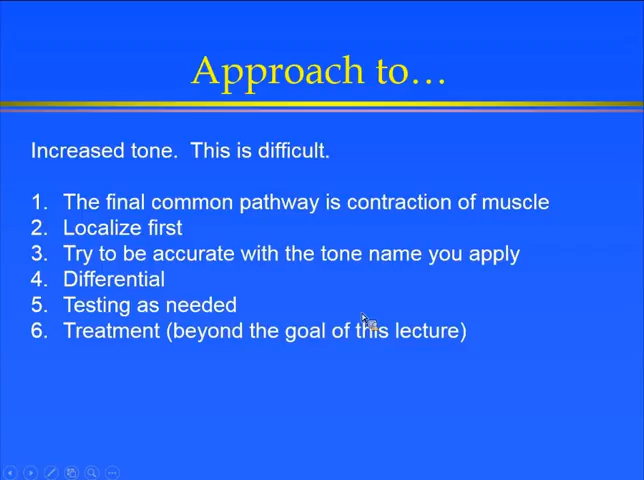 Approach to…
Increased tone.  This is difficult.
1. The final common pathway is contraction of muscle
2. Localize first
3. Try to be accurate with the tone name you apply
4. Differential
5. Testing as needed
6. Treatment (beyond the goal of this lecture)